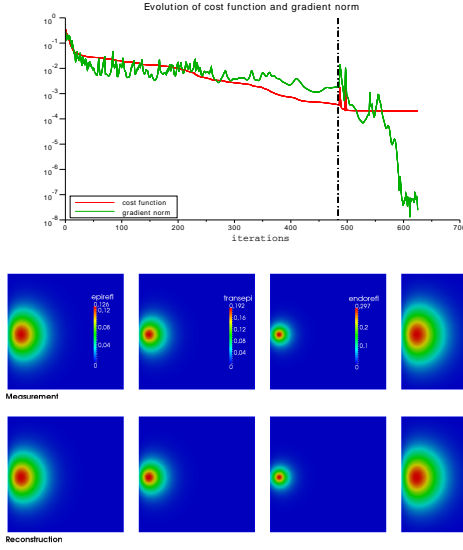 Evolution of cost function and gradient norm
10^0
10^-1
10^-2
10^-3
10^-4
10^-5
10^-6
10^-7
10^-8
0 100 200 300 400 500 600 700
cost function
gradient norm
iterations
epirefl
0.126
0.12
0.08
0.04
0
transepi
0.192
0.16
0.12
0.08
0.04
0
endorefl
0.297
0.2
0.1
0
Measurement
Reconstruction